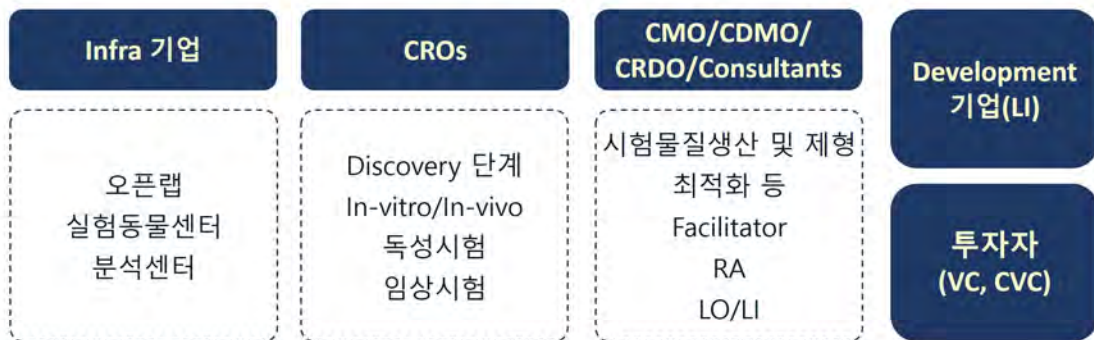 Infra 기업
오픈랩
실험동물센터
분석센터
CROs
Discovery 단계
In-vitro/In-vivo
독성시험
임상시험
CMO/CDMO/
CRDO/Consultants
시험물질생산 및 제형
최적화 등
Facilitator
RA
LO/LI
Development
기업(LI)
투자자
(VC, CVC)